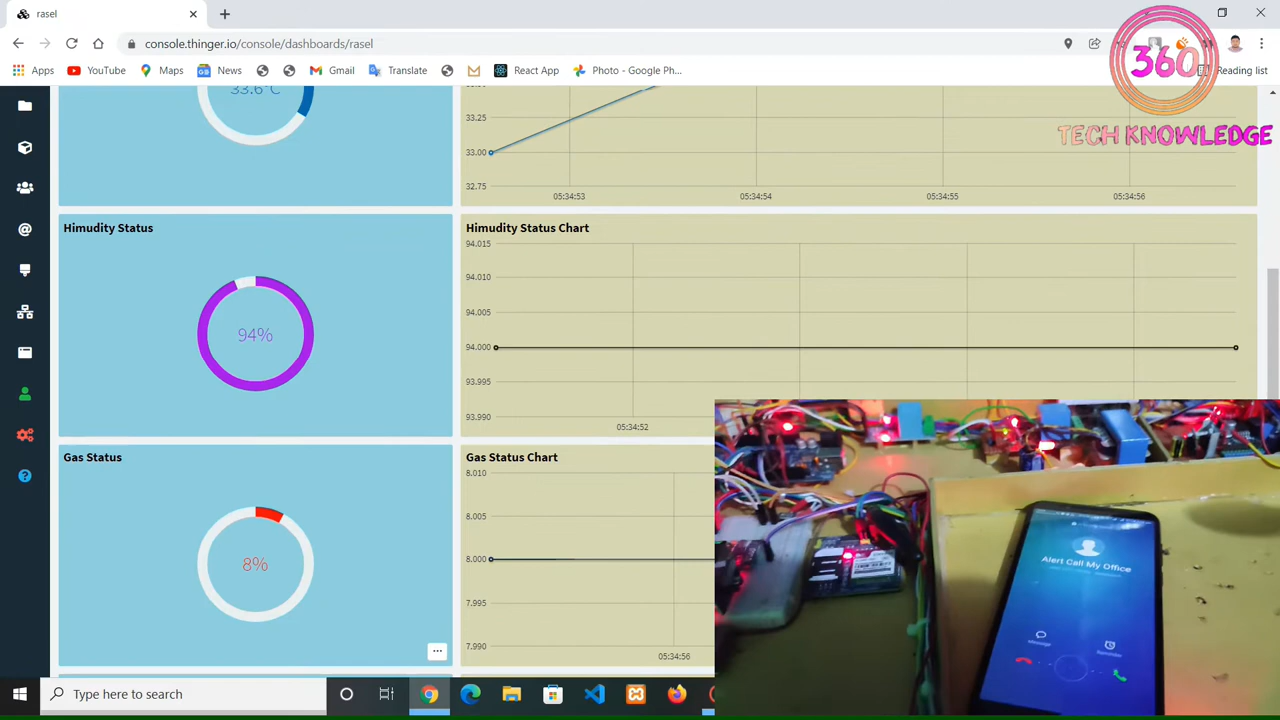 rasel
360
console.thinger.io/console/dashboards/rasel
Apps
YouTube
Maps
News
Gmail
Translate
React App
Photo - Google Ph...
Reading list
TECH KNOWLEDGE
33.6°C
33.25
33.00
32.75
05:34:53
05:34:54
05:34:55
05:34:56
Himudity Status
94%
Himudity Status Chart
94.015
94.010
94.005
94.000
93.995
93.990
05:34:52
Gas Status
8%
Gas Status Chart
8.010
8.005
8.000
7.995
7.990
05:34:56
Alert Call My Office
Message
Reminder
Type here to search